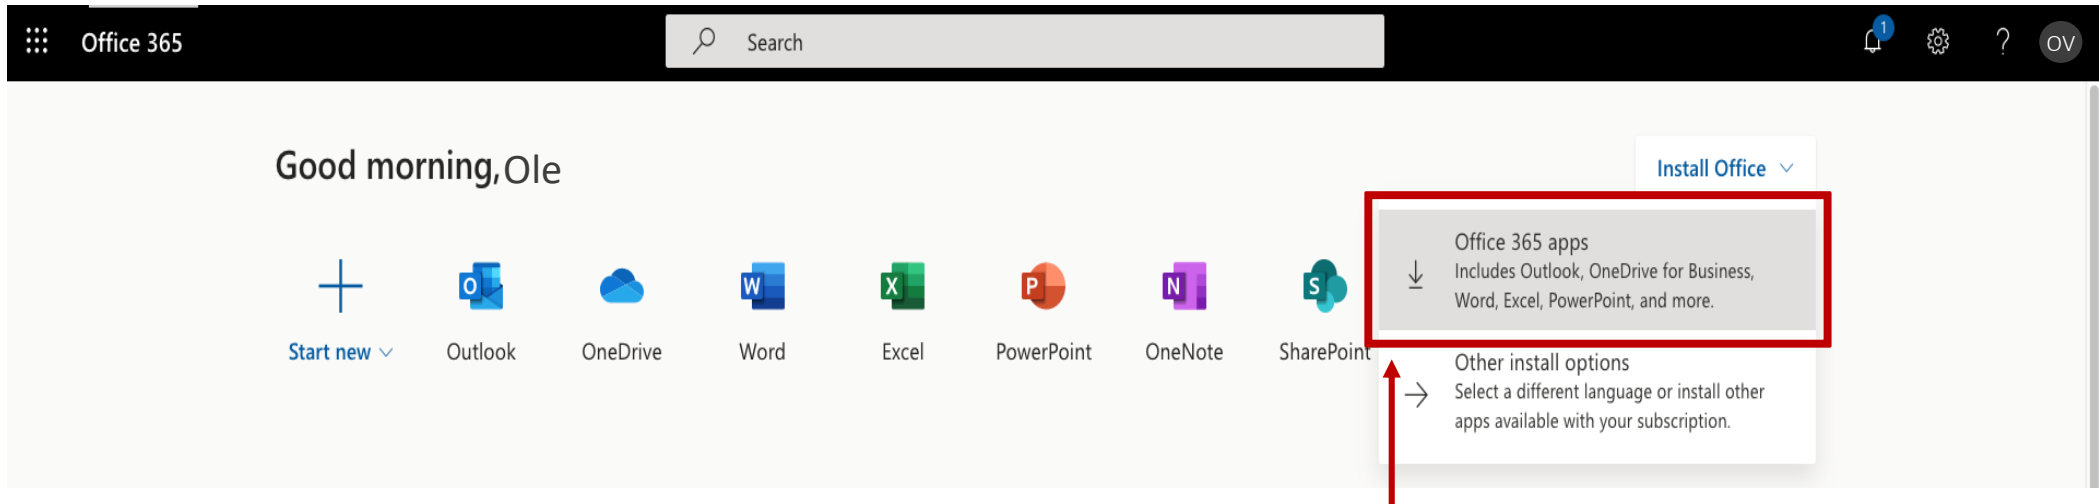 Office 365
Search
1
?
OV
Good morning, Ole
Install Office
Office 365 apps
Includes Outlook, OneDrive for Business,
Word, Excel, PowerPoint, and more.
O
W
X
P
N
S
Start new
Outlook
OneDrive
Word
Excel
PowerPoint
OneNote
SharePoint
Other install options
Select a different language or install other
apps available with your subscription.